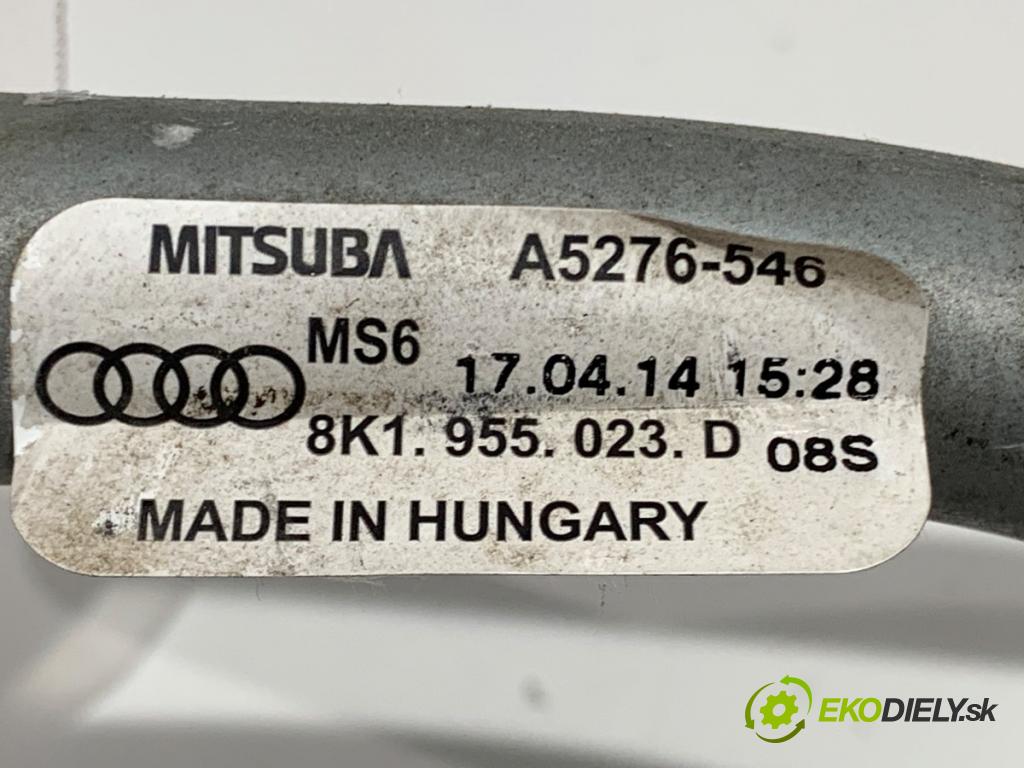 MITSUBA A5276-546
MS6 17.04.14 15:28
8K1. 955. 023. D 08S
MADE IN HUNGARY
EKODIELY.sk